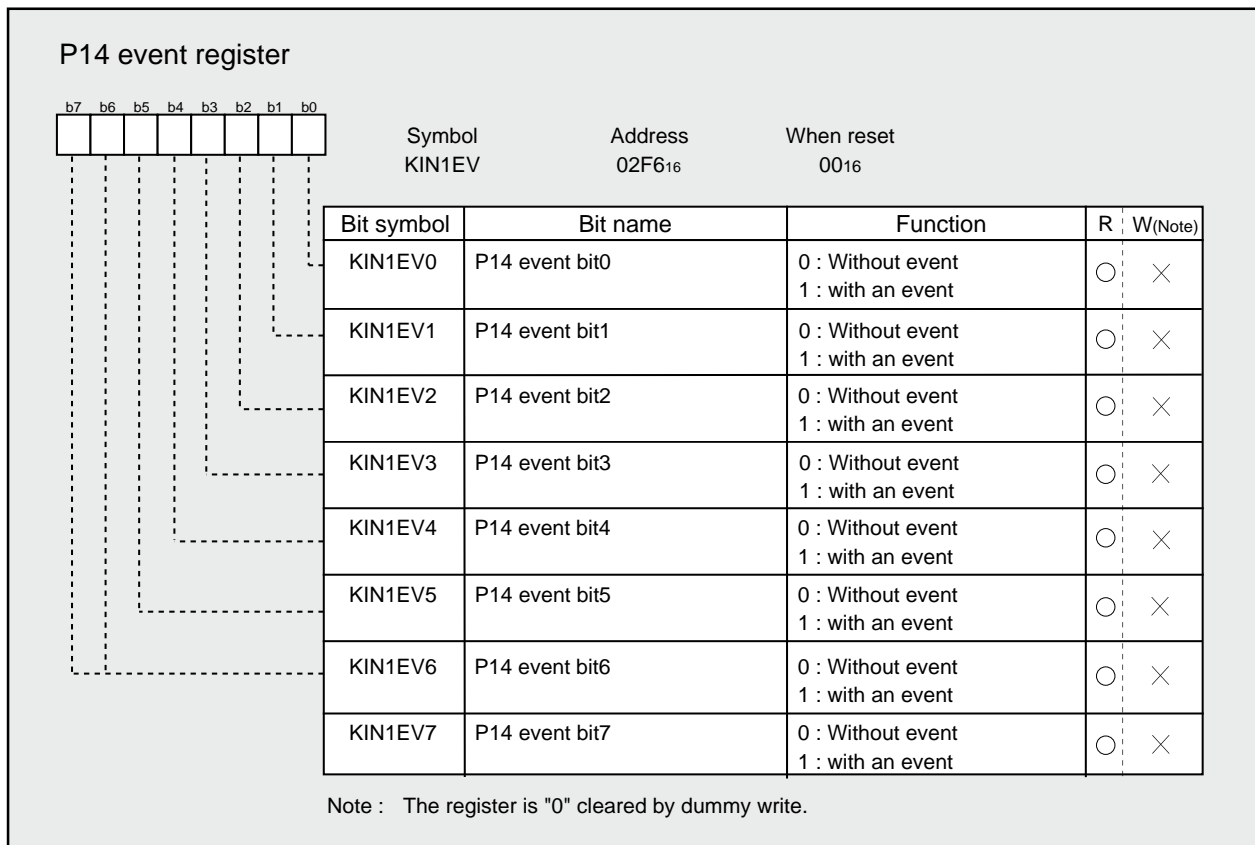 P14 event register
b7 b6 b5 b4 b3 b2 b1 b0
Symbol Address When reset
KIN1EV 02F616 0016
Bit symbol Bit name Function R W(Note)
KIN1EV0 P14 event bit0 0 : Without event
1 : with an event
KIN1EV1 P14 event bit1 0 : Without event
1 : with an event
KIN1EV2 P14 event bit2 0 : Without event
1 : with an event
KIN1EV3 P14 event bit3 0 : Without event
1 : with an event
KIN1EV4 P14 event bit4 0 : Without event
1 : with an event
KIN1EV5 P14 event bit5 0 : Without event
1 : with an event
KIN1EV6 P14 event bit6 0 : Without event
1 : with an event
KIN1EV7 P14 event bit7 0 : Without event
1 : with an event
Note : The register is "0" cleared by dummy write.